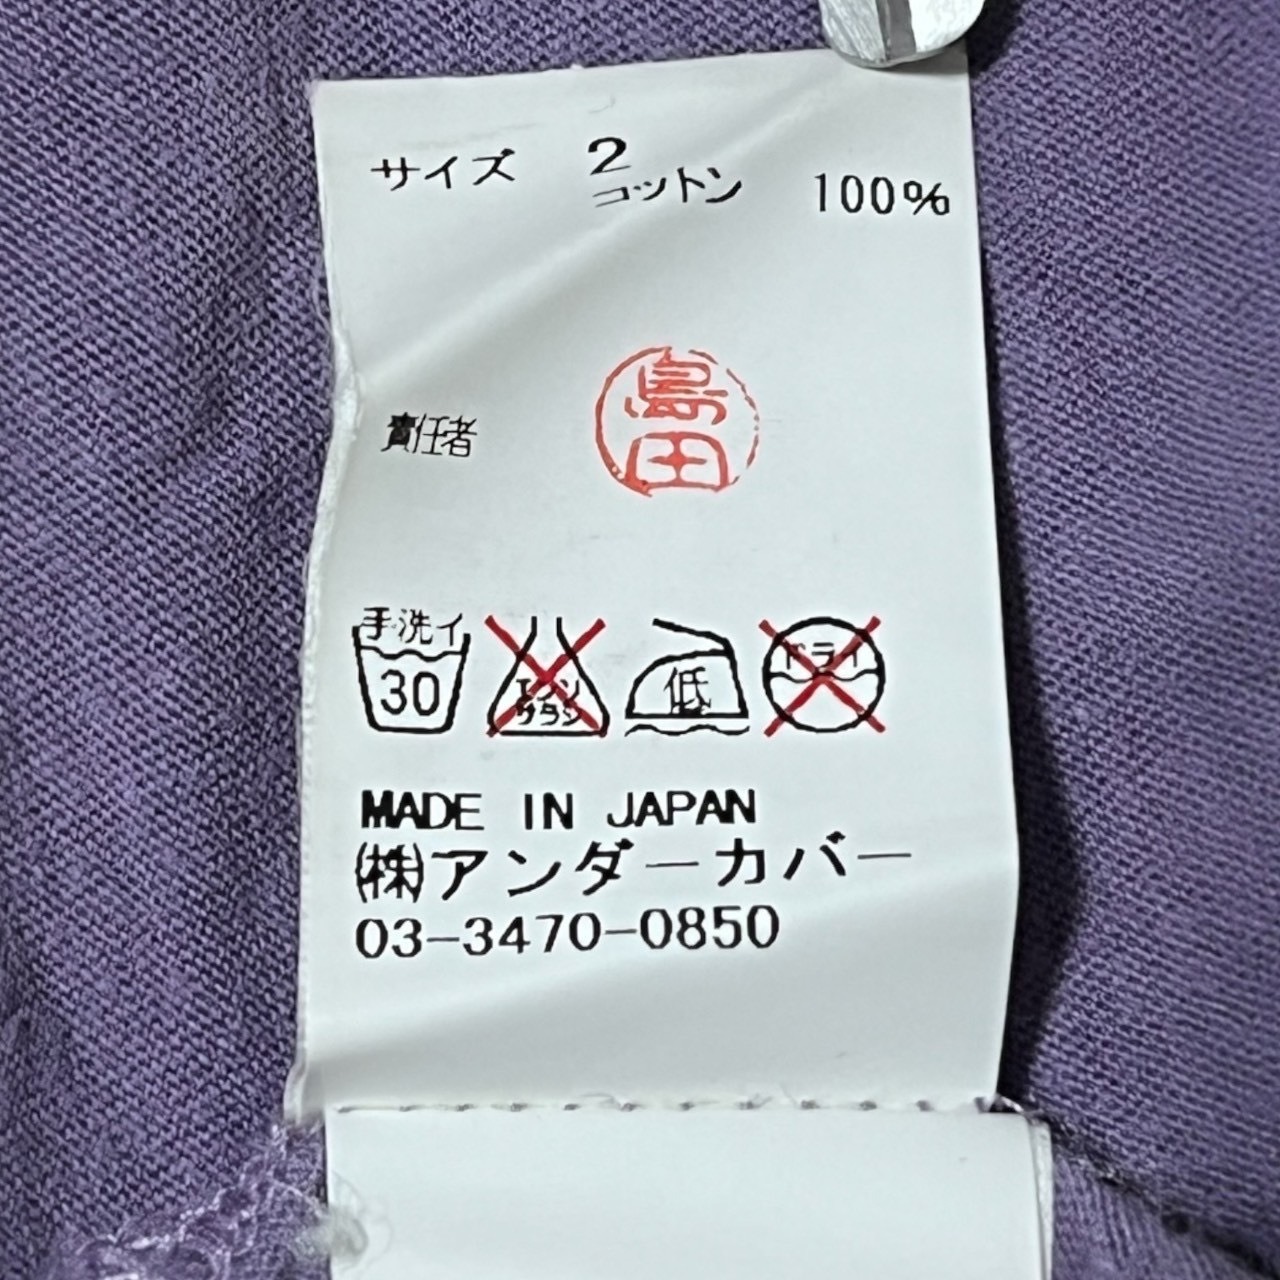 サイズ 2
コットン 100%
島田
責任者
手洗イ
30
エンソ
サラシ
低
ドライ
MADE IN JAPAN
㈱アンダーカバー
03-3470-0850